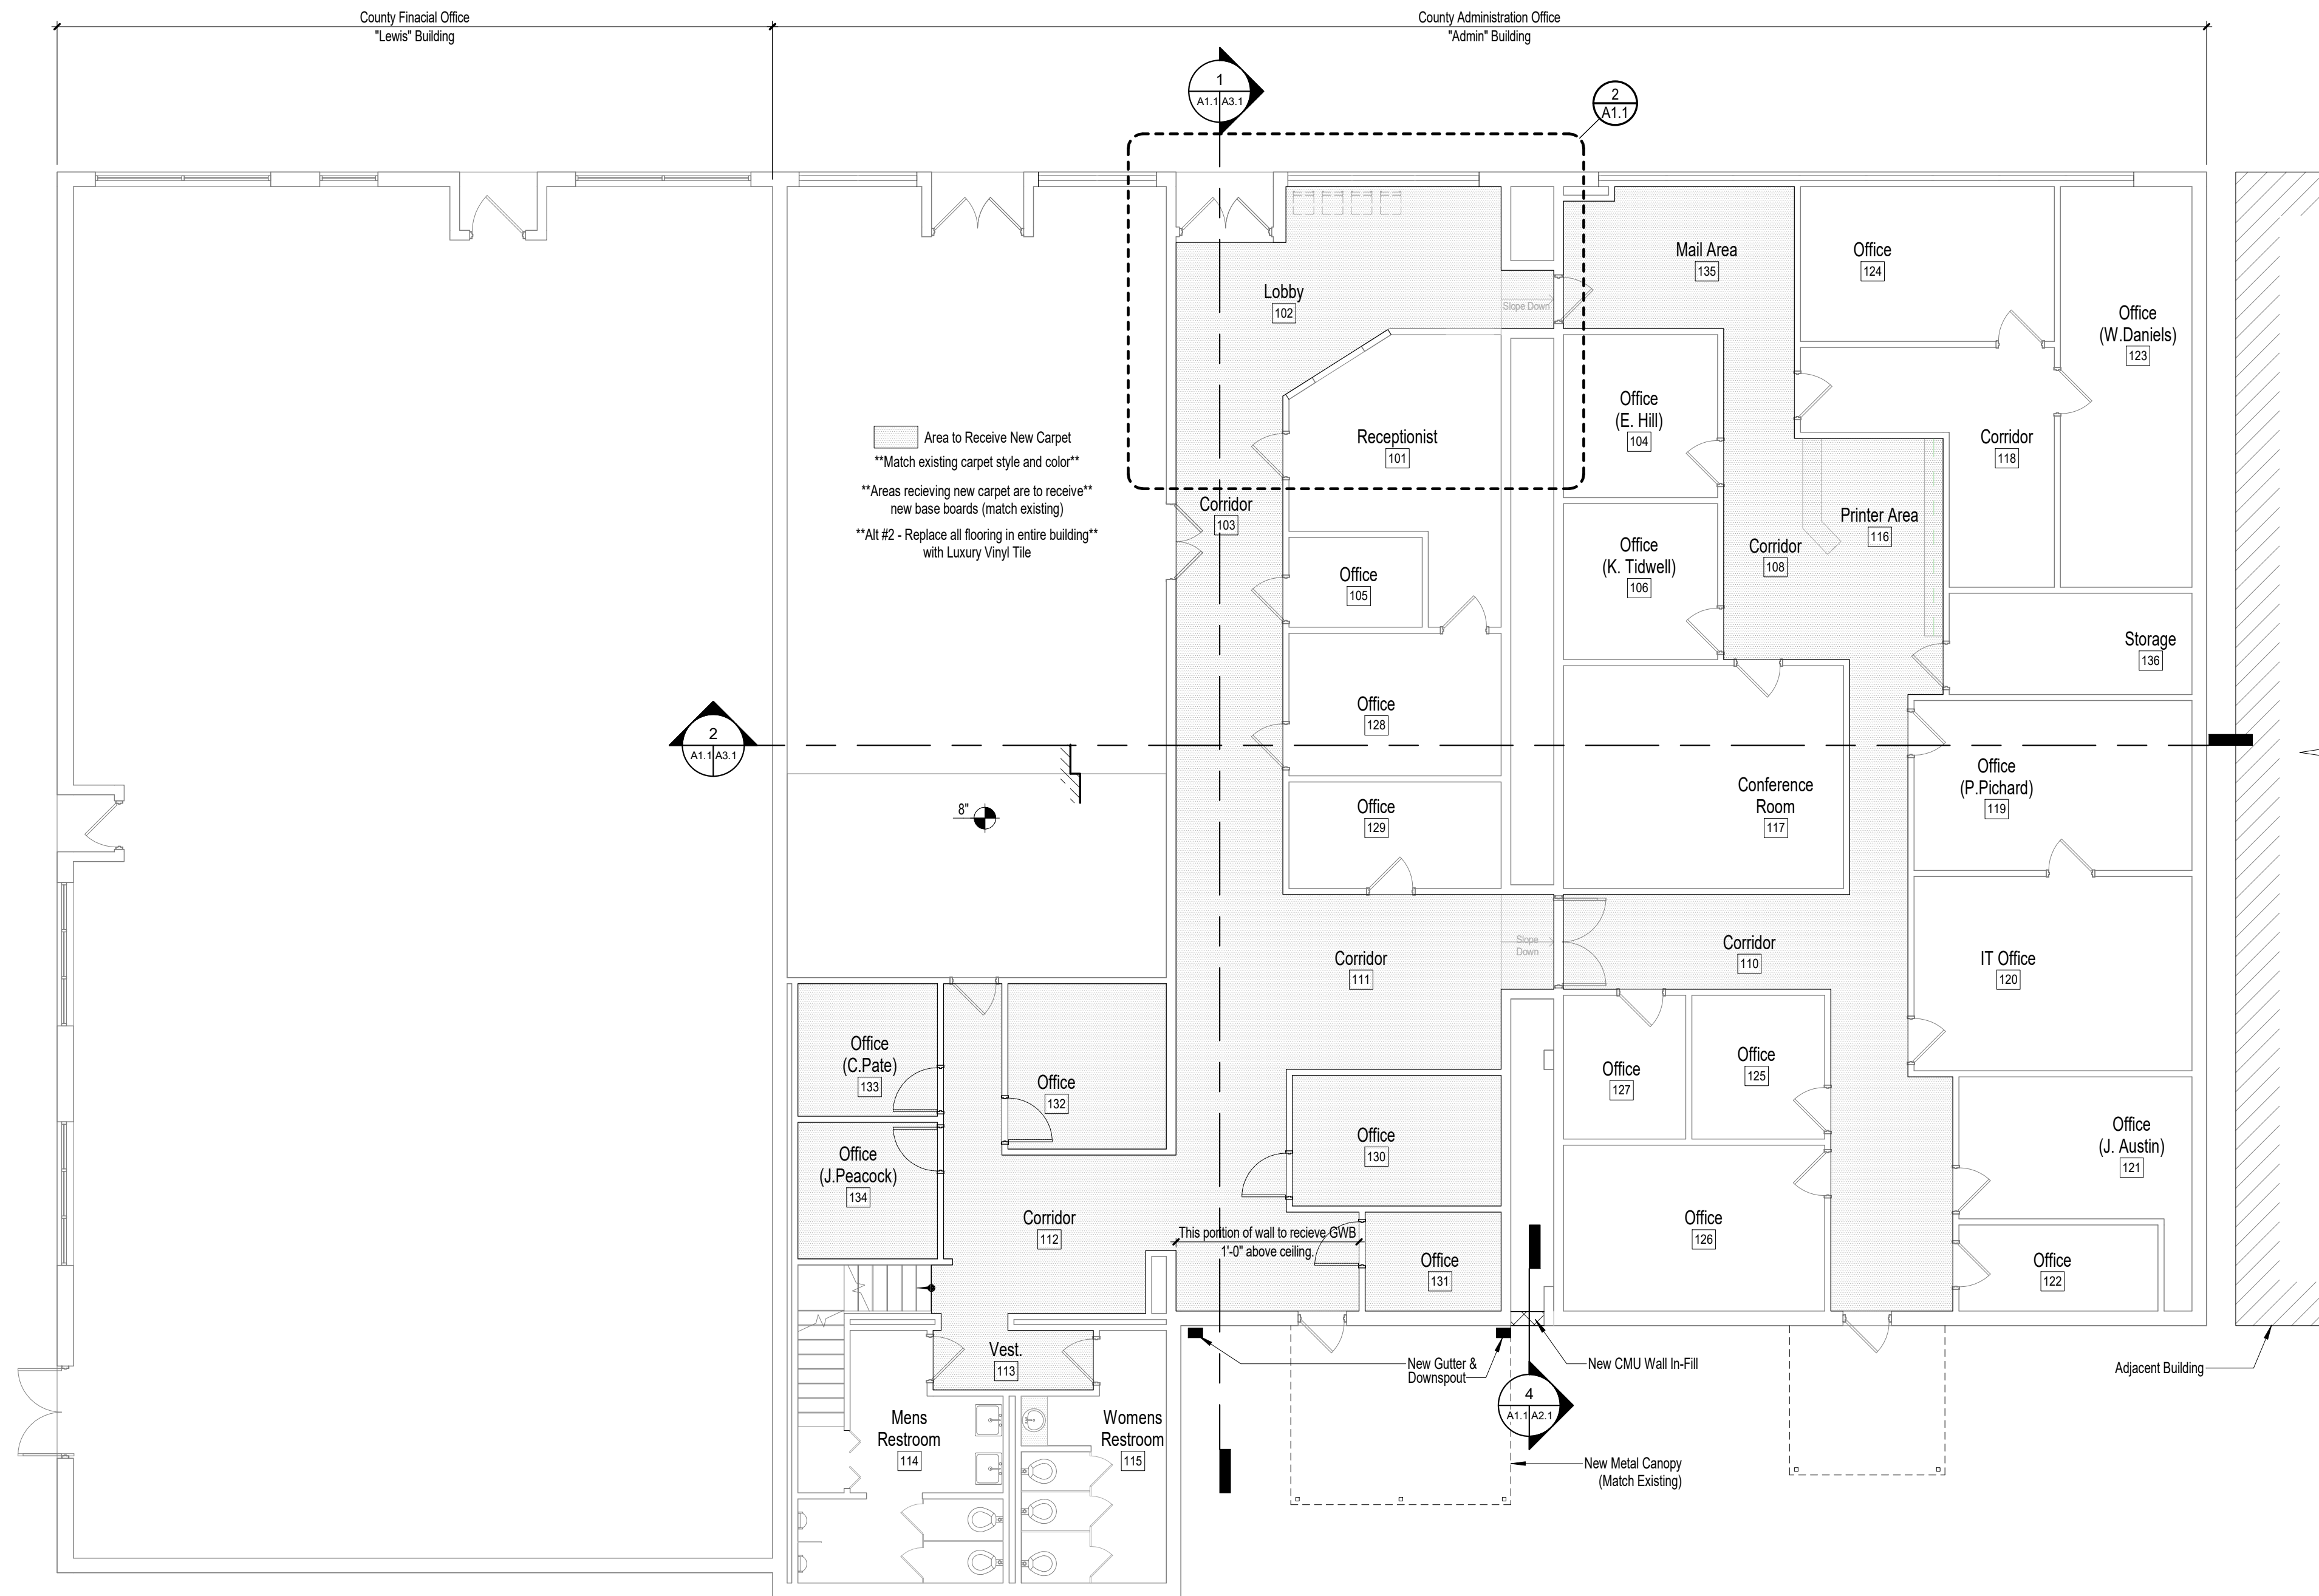 County Finacial Office
"Lewis" Building
County Administration Office
"Admin" Building
1
A1.1 A3.1
2
A1.1
Mail Area
135
Office
124
Lobby
102
Slope Down
Office
(W.Daniels)
123
Office
(E. Hill)
104
Receptionist
101
Corridor
118
Area to Receive New Carpet
**Match existing carpet style and color**
**Areas recieving new carpet are to receive**
new base boards (match existing)
**Alt #2 - Replace all flooring in entire building**
with Luxury Vinyl Tile
Corridor
103
Printer Area
116
Corridor
108
Office
(K. Tidwell)
106
Office
105
Storage
136
Office
128
2
A1.1 A3.1
Office
(P.Pichard)
119
Conference
Room
117
8"
Office
129
Corridor
111
Slope
Down
Corridor
110
IT Office
120
Office
(C.Pate)
133
Office
132
Office
127
Office
125
Office
130
Office
(J. Austin)
121
Office
(J.Peacock)
134
Corridor
112
This portion of wall to recieve GWB
1'-0" above ceiling.
Office
131
Office
126
Office
122
Vest.
113
New Gutter &
Downspout
New CMU Wall In-Fill
Adjacent Building
4
A1.1 A2.1
Mens
Restroom
114
Womens
Restroom
115
New Metal Canopy
(Match Existing)